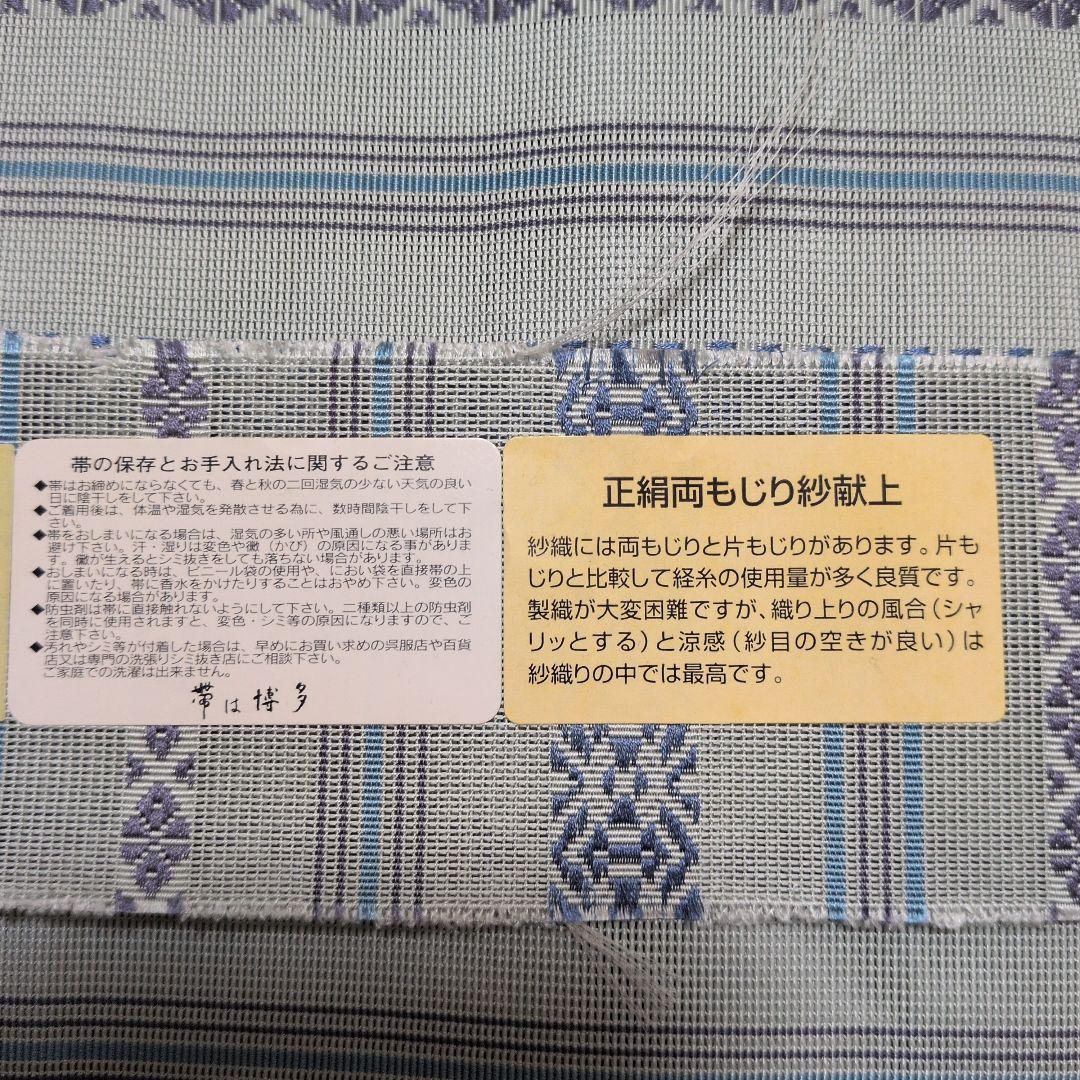 帯の保存とお手入れ法に関するご注意
◆帯はお締めにならなくても、春と秋の二回湿気の少ない天気の良い
日に陰干しをして下さい。
◆ご着用後は、体温や湿気を発散させる為に、数時間陰干しをして下
さい。
◆帯をおしまいになる場合は、湿気の多い所や風通しの悪い場所はお
避け下さい。汗・湿りは変色や黴(かび)の原因になる事がありま
す。黴が生えるとシミ抜きをしても落ちない場合があります。
◆おしまいになる時は、ビニール袋の使用や、におい袋を直接帯の上
に置いたり、帯に香水をかけたりすることはおやめ下さい。変色の
原因になる場合があります。
◆防虫剤は帯に直接触れないようにして下さい。二種類以上の防虫剤
を同時に使用されますと、変色・シミ等の原因になりますので、ご
注意下さい。
◆汚れやシミ等が付着した場合は、早めにお買い求めの呉服店や百貨
店又は専門の洗張りシミ抜き店にご相談下さい。
ご家庭での洗濯は出来ません。
帯は博多
正絹両もじり紗献上
紗織には両もじりと片もじりがあります。片も
じりと比較して経糸の使用量が多く良質です。
製織が大変困難ですが、織り上りの風合(シャ
リッとする)と涼感(紗目の空きが良い)は
紗織りの中では最高です。